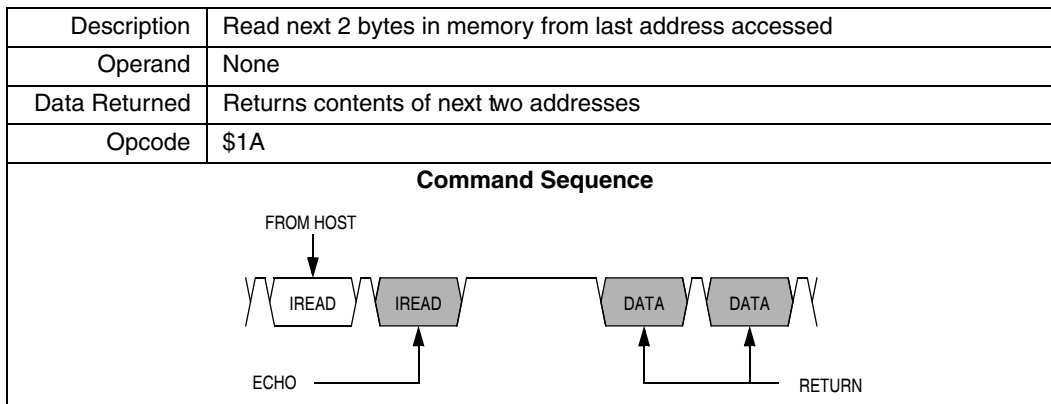 Description Read next 2 bytes in memory from last address accessed
Operand None
Data Returned Returns contents of next two addresses
Opcode $1A
Command Sequence
FROM HOST
IREAD IREAD DATA DATA
ECHO RETURN